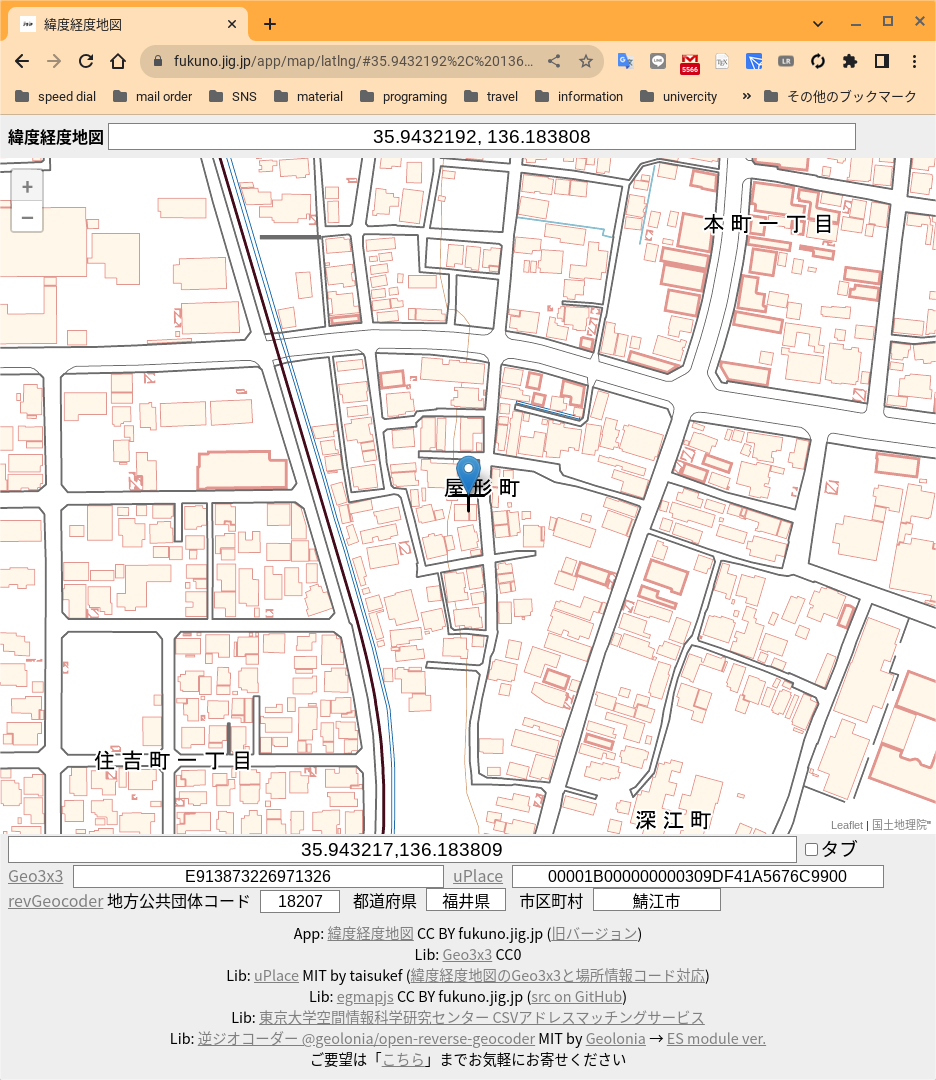 緯度経度地図
fukuno.jig.jp/app/map/latlng/#35.9432192%2C%20136...
5566
LR
speed dial mail order SNS material programing travel information univercity » その他のブックマーク
緯度経度地図 35.9432192, 136.183808
+
−
本町一丁目
屋形町
住吉町一丁目
深江町
Leaflet | 国土地理院"
35.943217,136.183809 タブ
Geo3x3 E913873226971326 uPlace 00001B000000000309DF41A5676C9900
revGeocoder 地方公共団体コード 18207 都道府県 福井県 市区町村 鯖江市
App: 緯度経度地図 CC BY fukuno.jig.jp (旧バージョン)
Lib: Geo3x3 CC0
Lib: uPlace MIT by taisukef (緯度経度地図のGeo3x3と場所情報コード対応)
Lib: egmapjs CC BY fukuno.jig.jp (src on GitHub)
Lib: 東京大学空間情報科学研究センター CSVアドレスマッチングサービス
Lib: 逆ジオコーダー @geolonia/open-reverse-geocoder MIT by Geolonia → ES module ver.
ご要望は「こちら」までお気軽にお寄せください